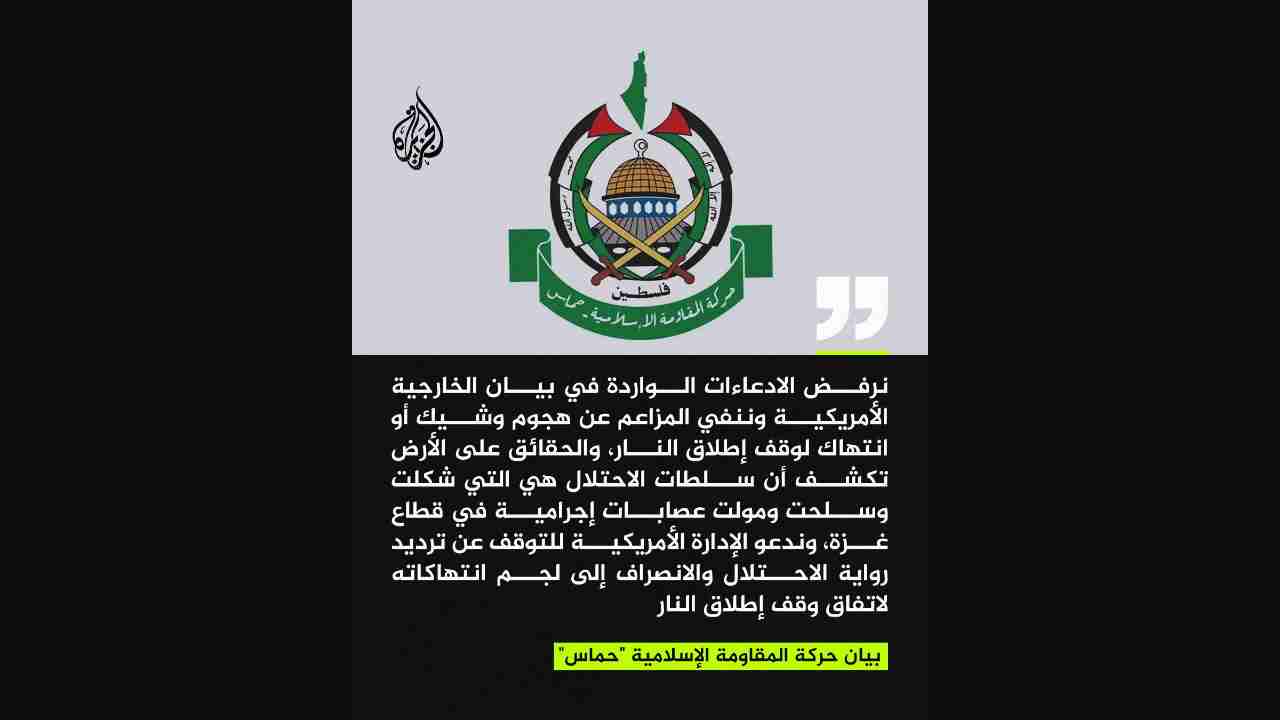 الجزيرة
فلسطين
حركة المقاومة الإسلامية - حماس
نرفض الادعاءات الواردة في بيان الخارجية
الأمريكية وننفي المزاعم عن هجوم وشيك أو
انتهاك لوقف إطلاق النار، والحقائق على الأرض
تكشف أن سلطات الاحتلال هي التي شكلت
وسلحت ومولت عصابات إجرامية في قطاع
غزة، وندعو الإدارة الأمريكية للتوقف عن ترديد
رواية الاحتلال والانصراف إلى لجم انتهاكاته
لاتفاق وقف إطلاق النار
بيان حركة المقاومة الإسلامية "حماس"